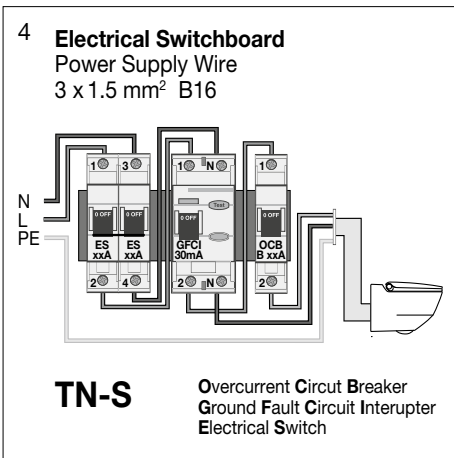 4
Electrical Switchboard
Power Supply Wire
3 x 1.5 mm² B16
1 3 1 N 1
N
L
PE
0 OFF 0 OFF 0 OFF Test 0 OFF
ES ES GFCI OCB
xxA xxA 30mA B xxA
2 4 2 N 2
TN-S
Overcurrent Circut Breaker
Ground Fault Circuit Interupter
Electrical Switch